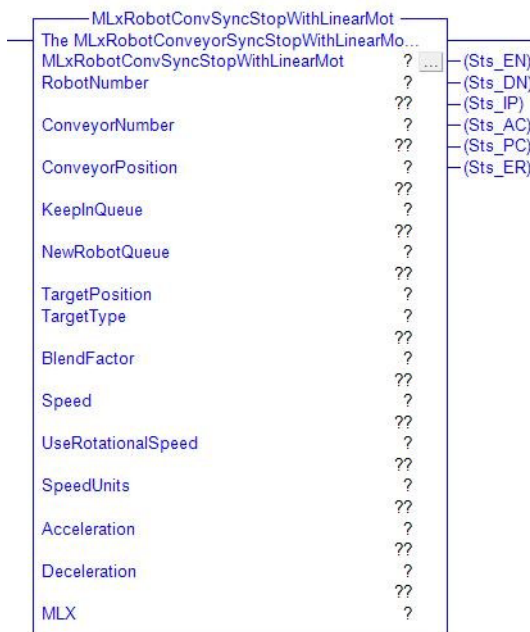 MLxRobotConvSyncStopWithLinearMot
The MLxRobotConveyorSyncStopWithLinearMo...
MLxRobotConvSyncStopWithLinearMot ? ... (Sts_EN)
RobotNumber ? (Sts_DN)
?? (Sts_IP)
ConveyorNumber ? (Sts_AC)
?? (Sts_PC)
ConveyorPosition ? (Sts_ER)
??
KeepInQueue ?
??
NewRobotQueue ?
??
TargetPosition ?
TargetType ?
??
BlendFactor ?
??
Speed ?
??
UseRotationalSpeed ?
??
SpeedUnits ?
??
Acceleration ?
??
Deceleration ?
??
MLX ?